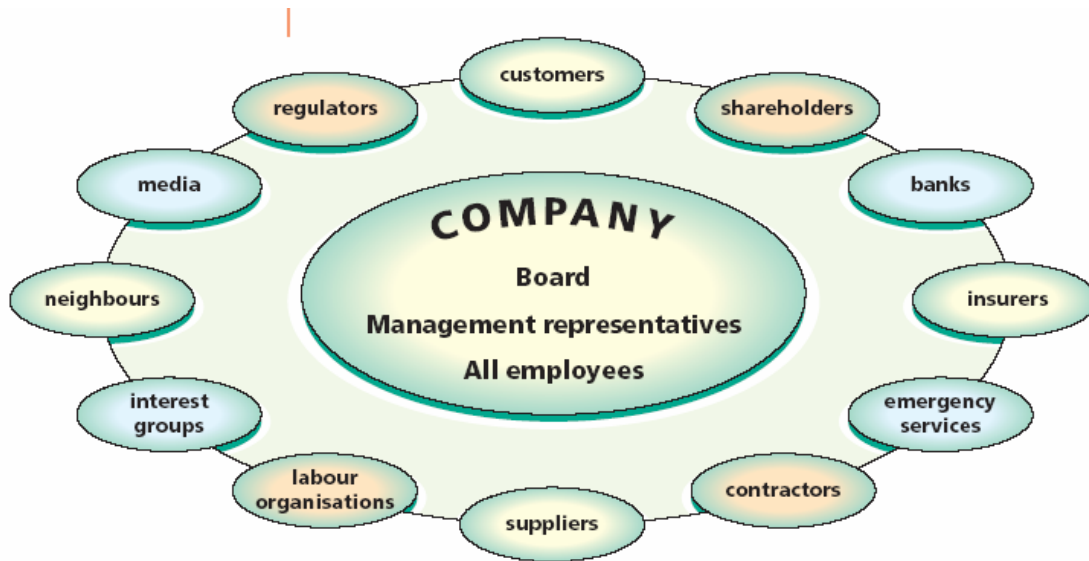 customers
regulators
shareholders
media
banks
COMPANY
Board
Management representatives
All employees
neighbours
insurers
interest
groups
emergency
services
labour
organisations
contractors
suppliers